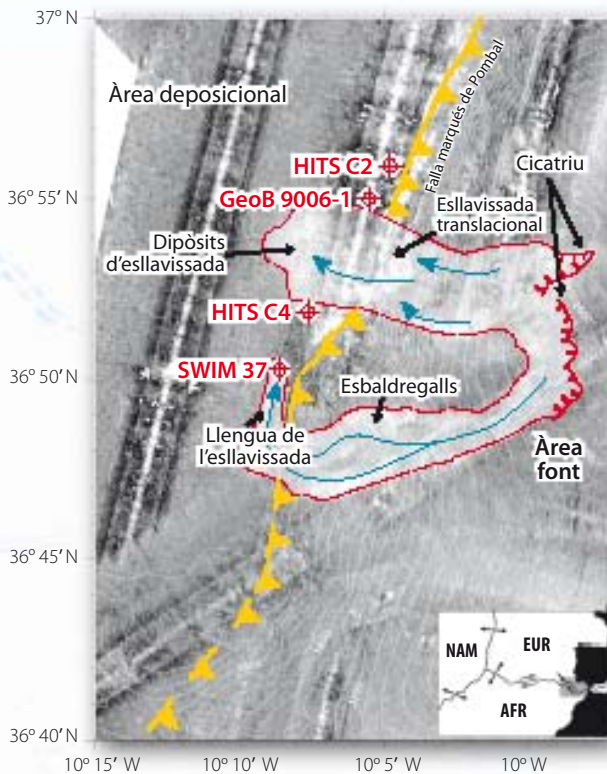 37° N
Àrea deposicional
Falla marqués de Pombal
HITS C2
Cicatriu
36° 55′ N
GeoB 9006-1
Esllavissada
translacional
Dipòsits
d'esllavissada
HITS C4
SWIM 37
36° 50′ N
Esbaldregalls
Llengua de
l'esllavissada
Àrea
font
36° 45′ N
NAM
EUR
AFR
36° 40′ N
10° 15′ W
10° 10′ W
10° 5′ W
10° W